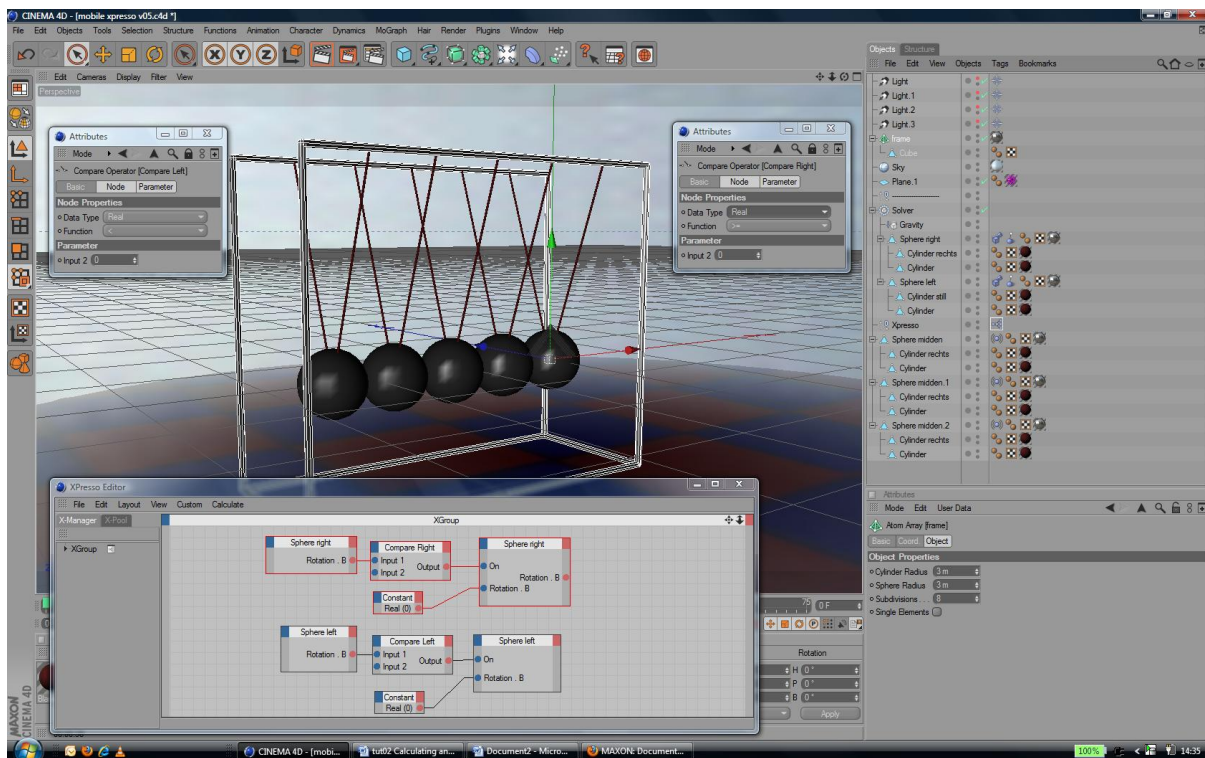 CINEMA 4D - [mobile xpresso v05.c4d *]
File Edit Objects Tools Selection Structure Functions Animation Character Dynamics MoGraph Hair Render Plugins Window Help
Edit Cameras Display Filter View
Perspective
Attributes
Mode
Compare Operator [Compare Left]
Basic Node Parameter
Node Properties
Data Type Real
Function <
Parameter
Input 2 0
Attributes
Mode
Compare Operator [Compare Right]
Basic Node Parameter
Node Properties
Data Type Real
Function >=
Parameter
Input 2 0
Objects Structure
File Edit View Objects Tags Bookmarks
Light
Light.1
Light.2
Light.3
frame
Cube
Sky
Plane.1
Solver
Gravity
Sphere right
Cylinder rechts
Cylinder
Sphere left
Cylinder still
Cylinder
Xpresso
Sphere midden
Cylinder rechts
Cylinder
Sphere midden.1
Cylinder rechts
Cylinder
Sphere midden.2
Cylinder rechts
Cylinder
Attributes
Mode Edit User Data
Atom Array [frame]
Basic Coord. Object
Object Properties
Cylinder Radius 3 m
Sphere Radius 3 m
Subdivisions . . . 8
Single Elements
XPresso Editor
File Edit Layout View Custom Calculate
X-Manager X-Pool
XGroup
XGroup
Sphere right
Rotation . B
Compare Right
Input 1
Input 2
Output
Sphere right
On
Rotation . B
Rotation . B
Constant
Real (0)
Sphere left
Rotation . B
Compare Left
Input 1
Input 2
Output
Sphere left
On
Rotation . B
Constant
Real (0)
75 0 F
Rotation
H 0 °
P 0 °
B 0 °
Apply
MAXON
CINEMA 4D
CINEMA 4D - [mobi...
tut02 Calculating an...
Document2 - Micro...
MAXON: Document...
100%
14:35